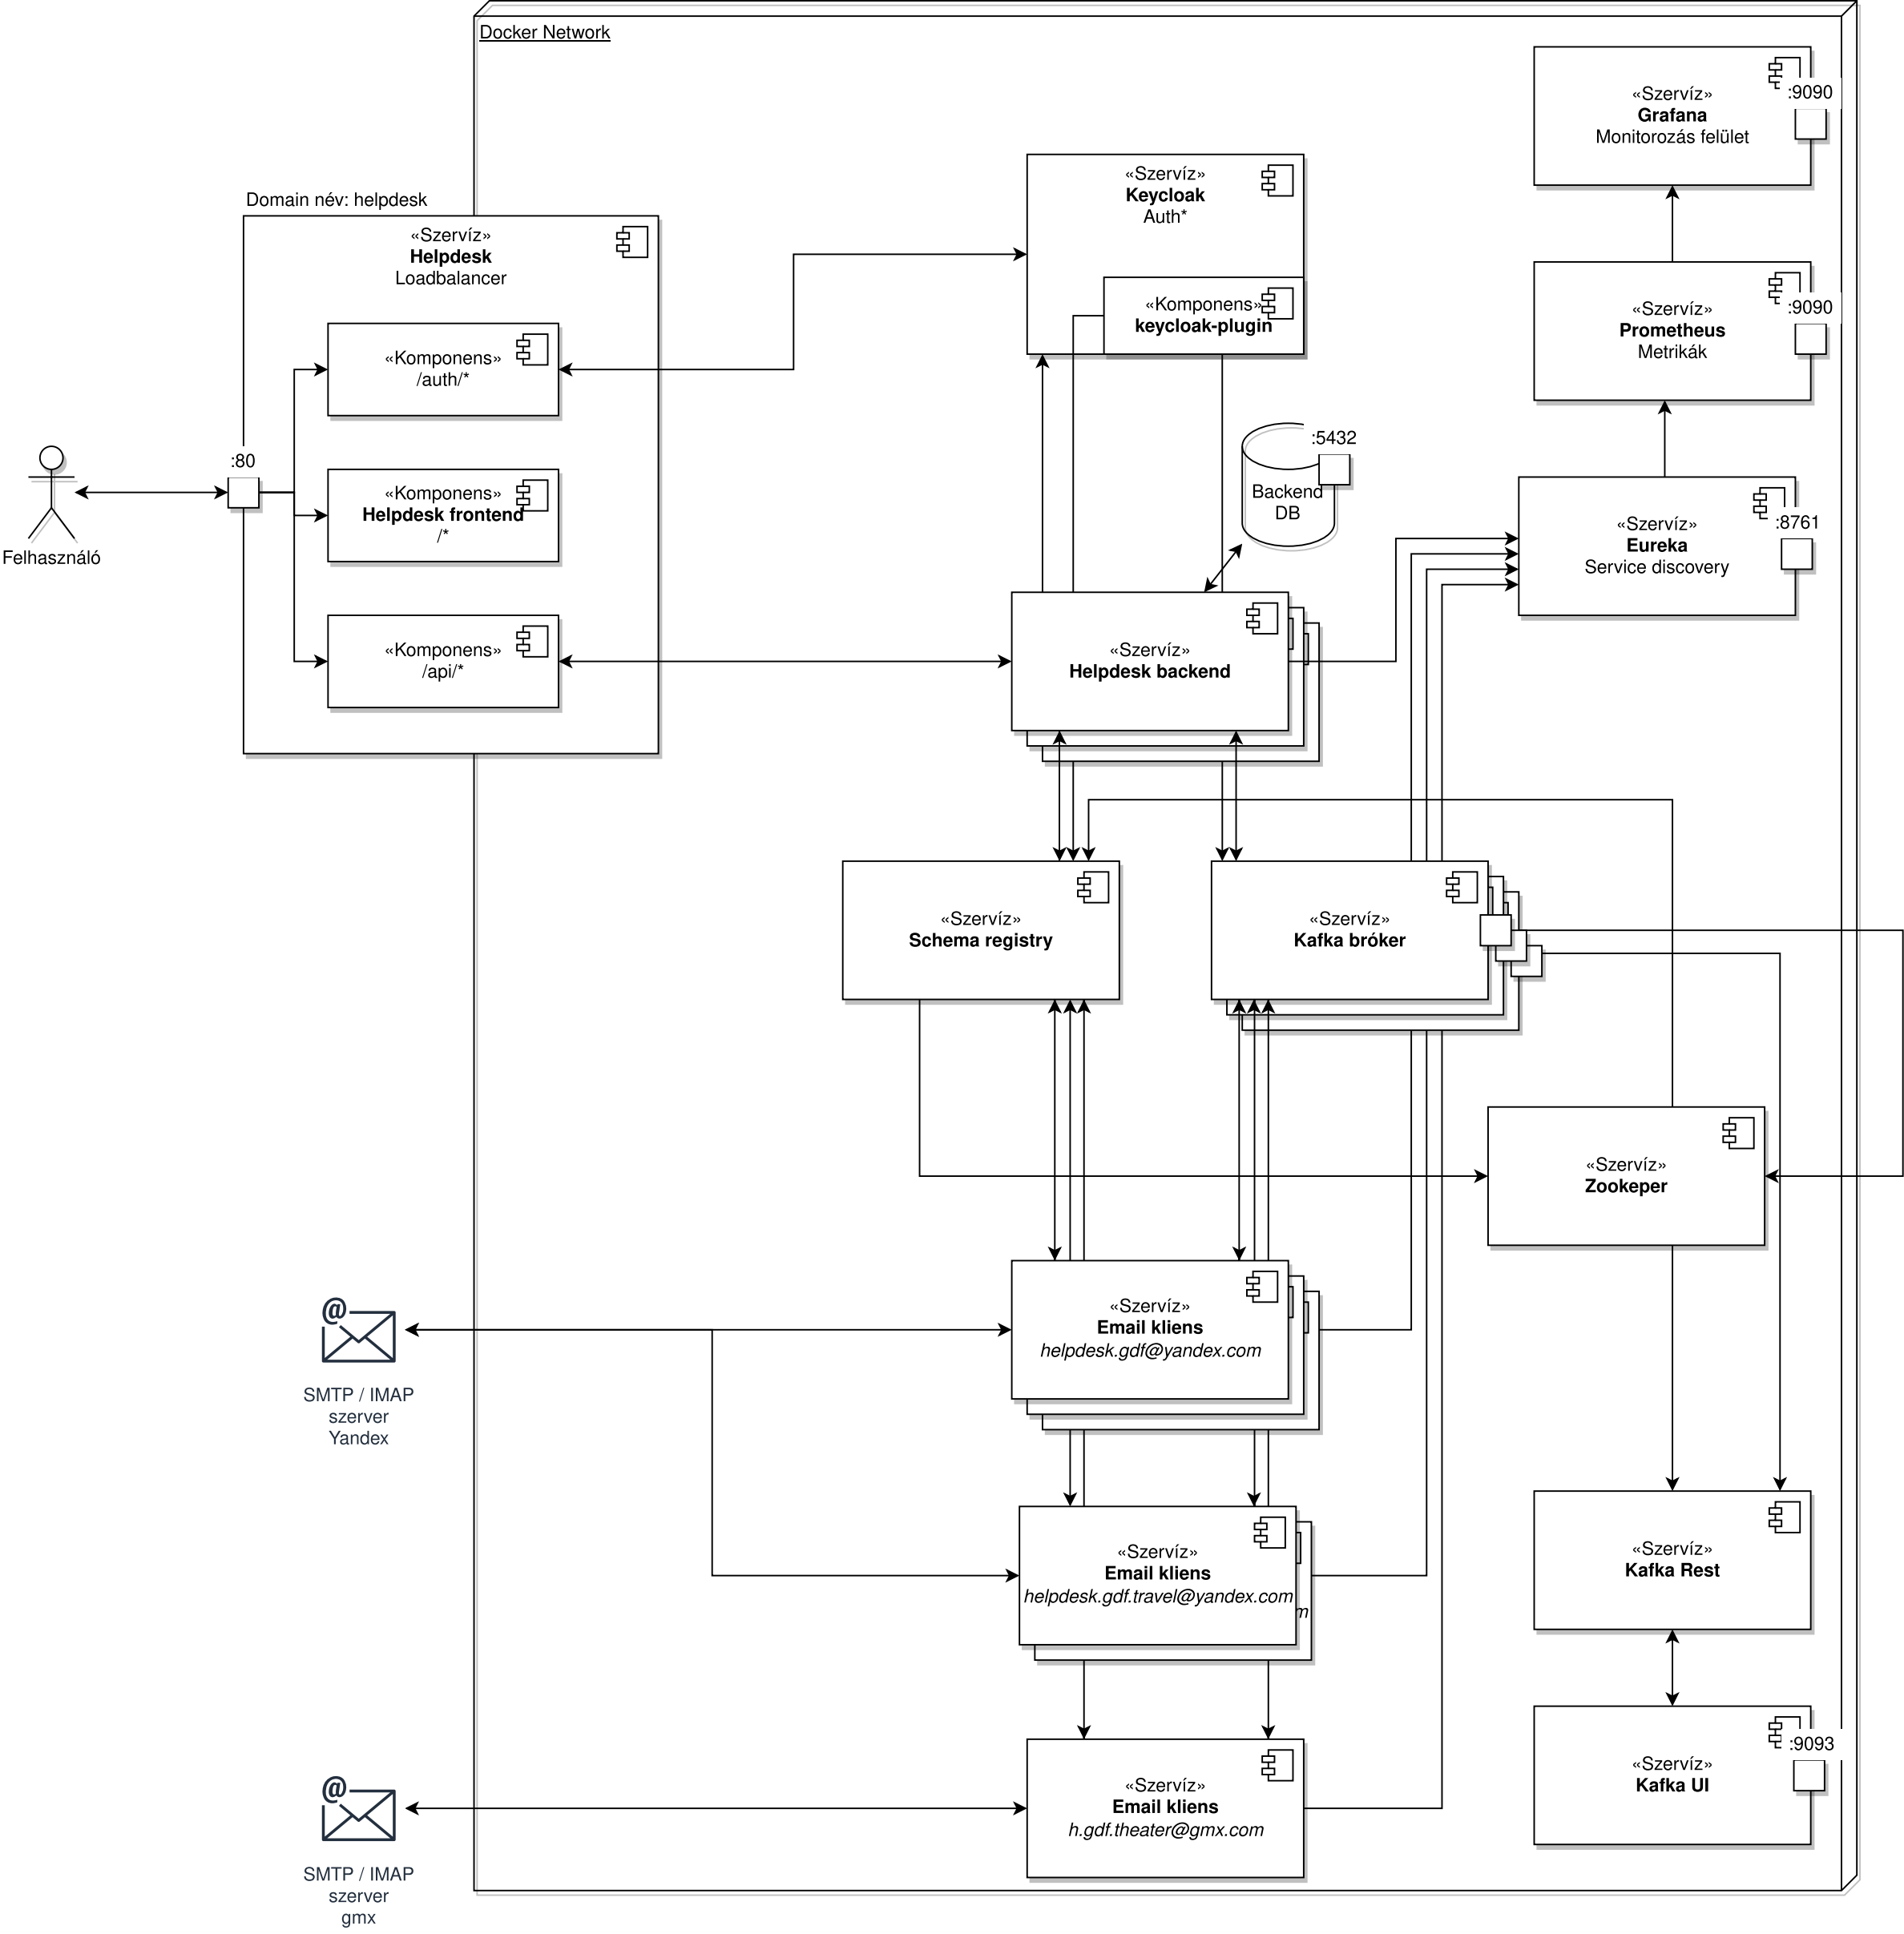 Docker Network
«Szervíz»
Grafana
Monitorozás felület
:9090
«Szervíz»
Keycloak
Auth*
«Komponens»
keycloak-plugin
Domain név: helpdesk
«Szervíz»
Helpdesk
Loadbalancer
«Szervíz»
Prometheus
Metrikák
:9090
«Komponens»
/auth/*
:80
«Komponens»
Helpdesk frontend
/*
Felhasználó
:5432
Backend
DB
«Szervíz»
Eureka
Service discovery
:8761
«Komponens»
/api/*
«Szervíz»
Helpdesk backend
«Szervíz»
Schema registry
«Szervíz»
Kafka bróker
«Szervíz»
Zookeper
SMTP / IMAP
szerver
Yandex
«Szervíz»
Email kliens
helpdesk.gdf@yandex.com
«Szervíz»
Email kliens
helpdesk.gdf.travel@yandex.com
m
«Szervíz»
Kafka Rest
«Szervíz»
Kafka UI
:9093
SMTP / IMAP
szerver
gmx
«Szervíz»
Email kliens
h.gdf.theater@gmx.com